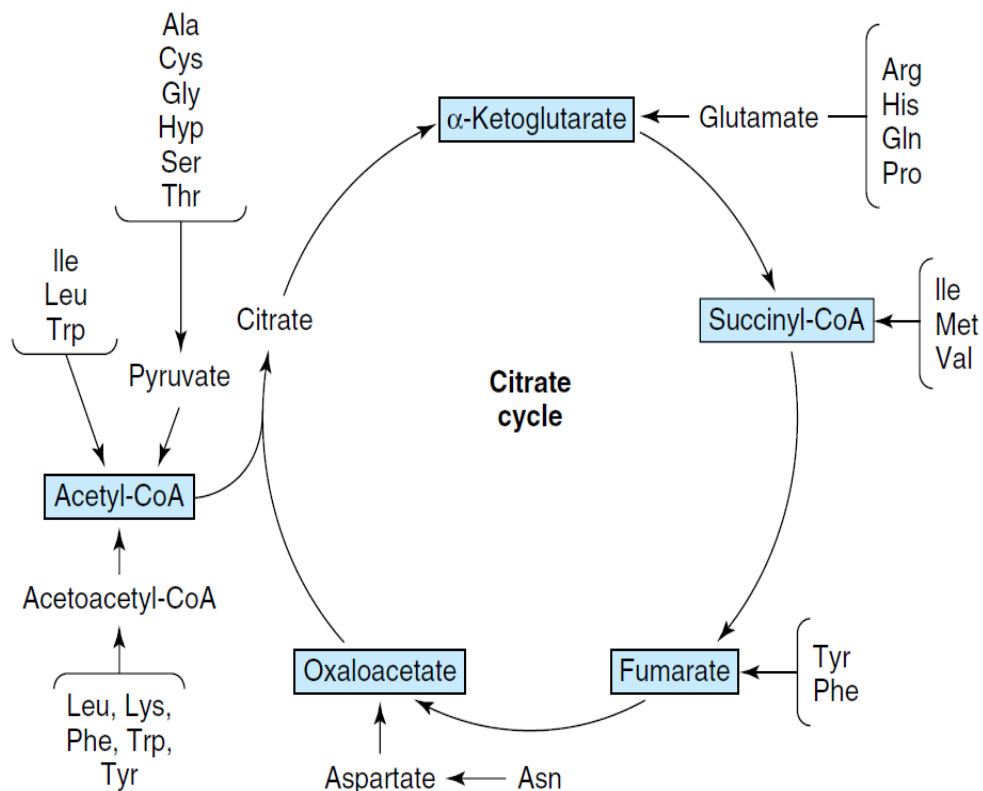 Ala
Cys
Gly
Hyp
Ser
Thr
Ile
Leu
Trp
Pyruvate
Citrate
Acetyl-CoA
Acetoacetyl-CoA
Leu, Lys,
Phe, Trp,
Tyr
α-Ketoglutarate
Glutamate
Arg
His
Gln
Pro
Succinyl-CoA
Ile
Met
Val
Citrate
cycle
Fumarate
Tyr
Phe
Oxaloacetate
Aspartate
Asn